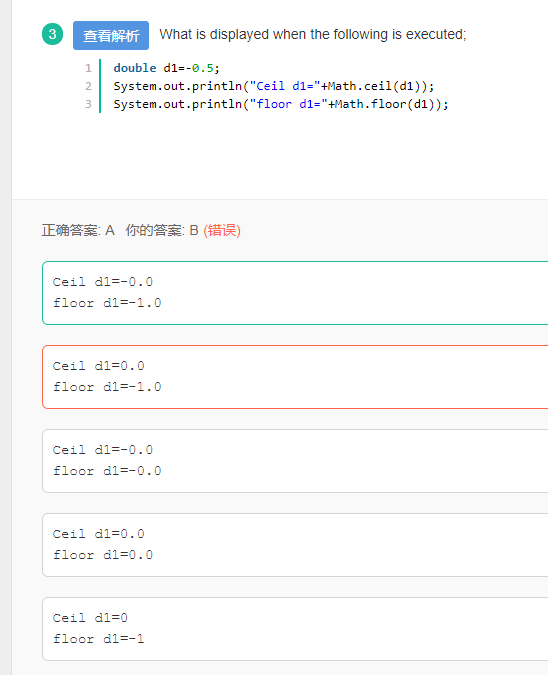 3 查看解析 What is displayed when the following is executed;
1 double d1=-0.5;
2 System.out.println("Ceil d1="+Math.ceil(d1));
3 System.out.println("floor d1="+Math.floor(d1));
正确答案: A 你的答案: B (错误)
Ceil d1=-0.0
floor d1=-1.0
Ceil d1=0.0
floor d1=-1.0
Ceil d1=-0.0
floor d1=-0.0
Ceil d1=0.0
floor d1=0.0
Ceil d1=0
floor d1=-1